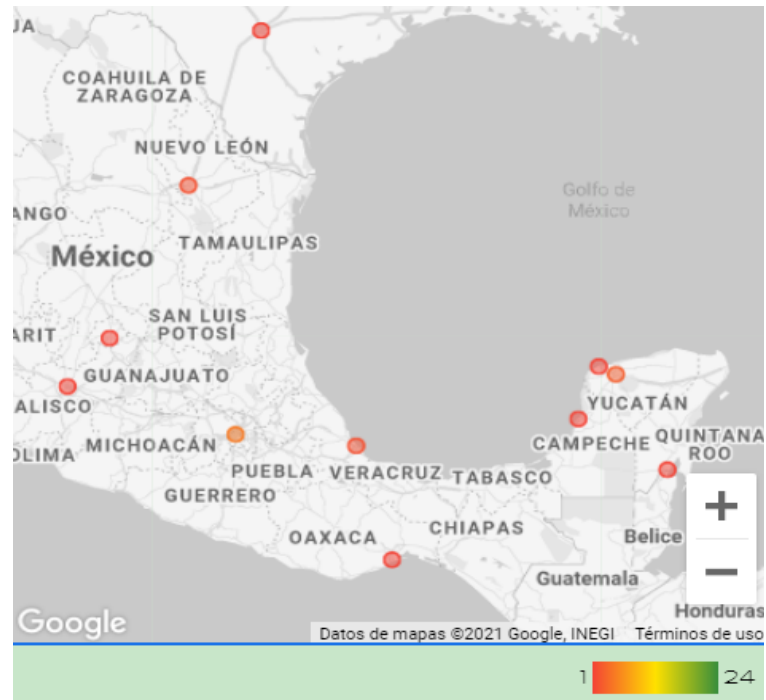 JA
COAHUILA DE
ZARAGOZA
NUEVO LEÓN
Golfo de
México
ANGO
TAMAULIPAS
México
SAN LUIS
POTOSÍ
ARIT
GUANAJUATO
ALISCO
YUCATÁN
OLIMA
MICHOACÁN
CAMPECHE
QUINTANA
ROO
PUEBLA
VERACRUZ
TABASCO
GUERRERO
+
OAXACA
CHIAPAS
Belice
−
Guatemala
Honduras
Google
Datos de mapas ©2021 Google, INEGI
Términos de uso
1
24